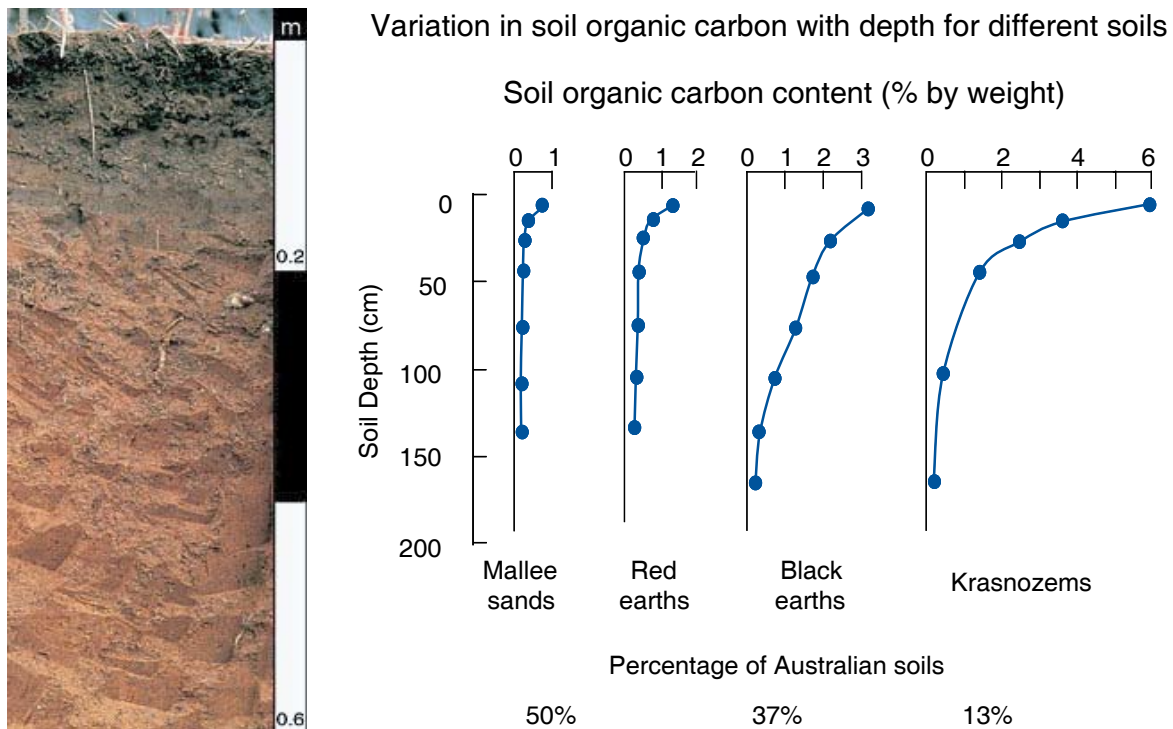 m
0.2
0.6
Variation in soil organic carbon with depth for different soils
Soil organic carbon content (% by weight)
0 1
0 1 2
0 1 2 3
0 2 4 6
0
50
100
150
200
Soil Depth (cm)
Mallee
sands
Red
earths
Black
earths
Krasnozems
Percentage of Australian soils
50% 37% 13%